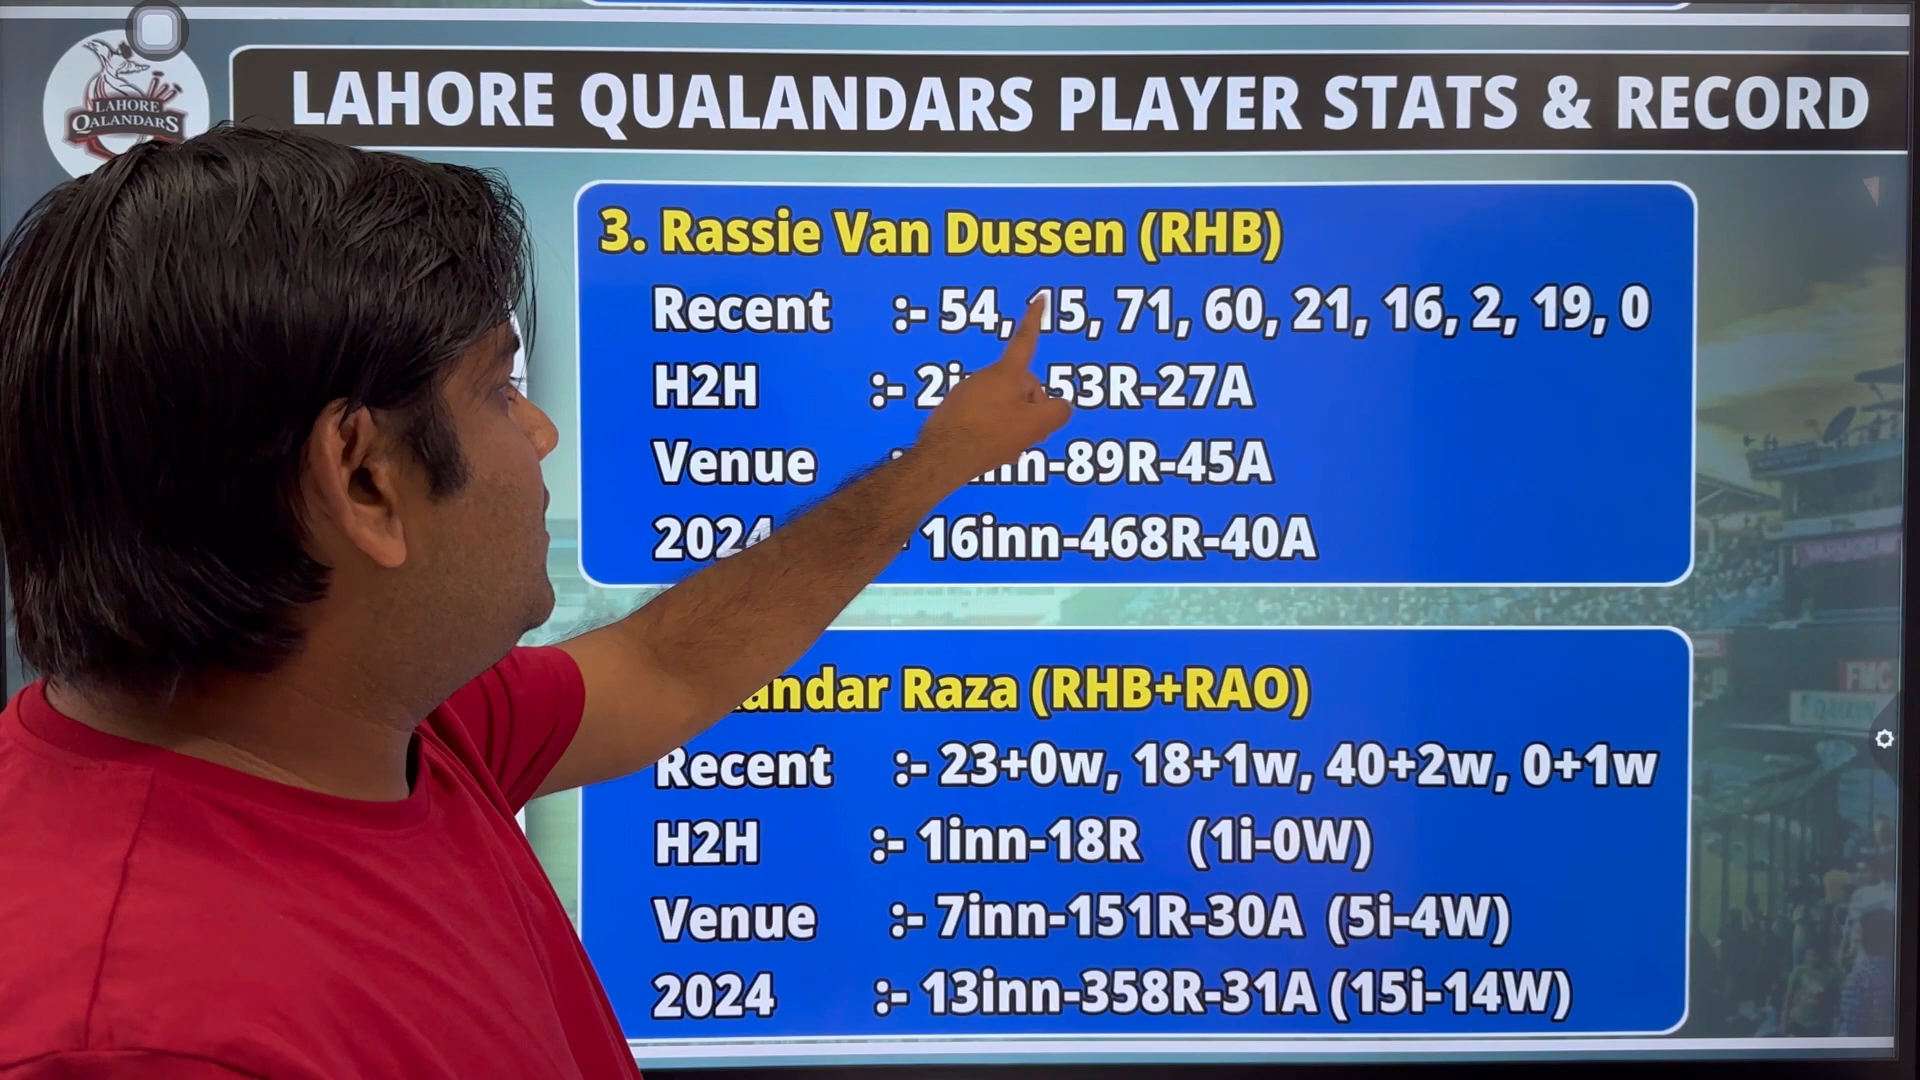 LAHORE
QALANDARS
LAHORE QUALANDARS PLAYER STATS & RECORD
3. Rassie Van Dussen (RHB)
Recent :- 54, 15, 71, 60, 21, 16, 2, 19, 0
H2H :- 53R-27A
Venue -89R-45A
2024 16inn-468R-40A
Raza (RHB+RAO)
Recent :- 23+0w, 18+1w, 40+2w, 0+1w
H2H :- 1inn-18R (1i-0W)
Venue :- 7inn-151R-30A (5i-4W)
2024 :- 13inn-358R-31A (15i-14W)
FMC